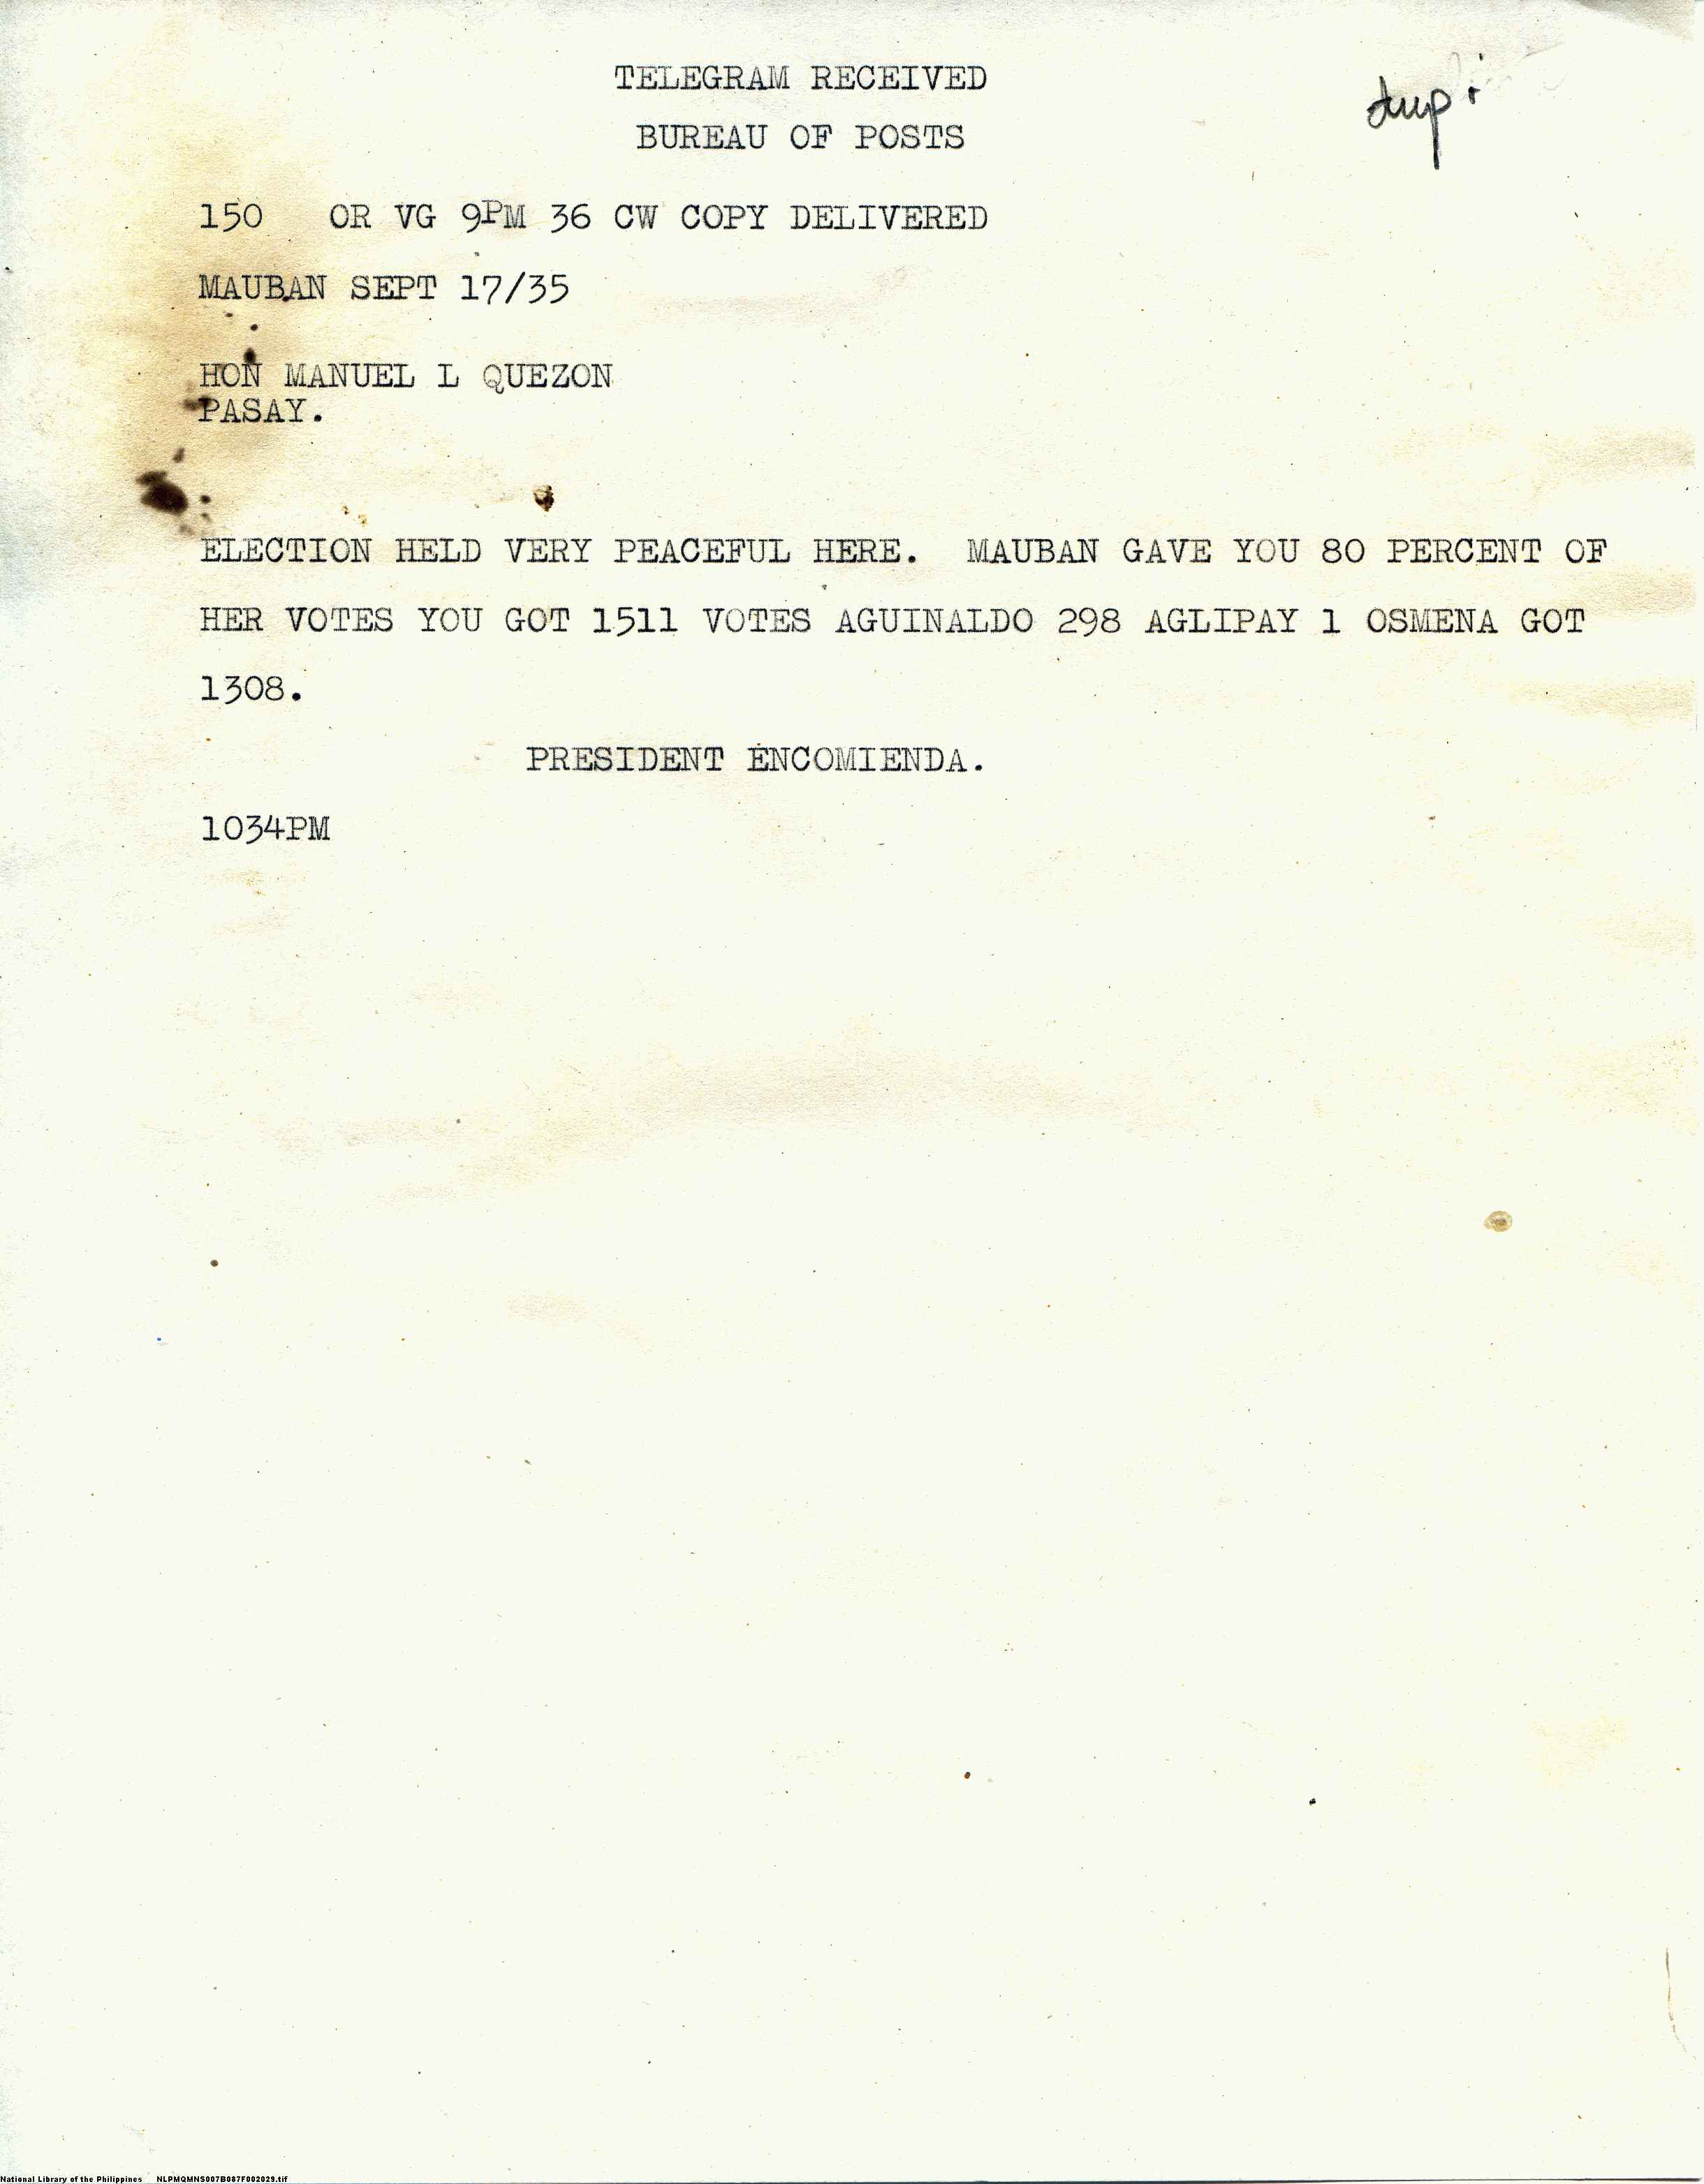 TELEGRAM RECEIVED
dup.
BUREAU OF POSTS
150 OR VG 9PM 36 CW COPY DELIVERED
MAUBAN SEPT 17/35
HON MANUEL L QUEZON
PASAY.
ELECTION HELD VERY PEACEFUL HERE. MAUBAN GAVE YOU 80 PERCENT OF
HER VOTES YOU GOT 1511 VOTES AGUINALDO 298 AGLIPAY 1 OSMENA GOT
1308.
PRESIDENT ENCOMIENDA.
1034PM
National Library of the Philippines NLPMQMNS007B087F002029.tif